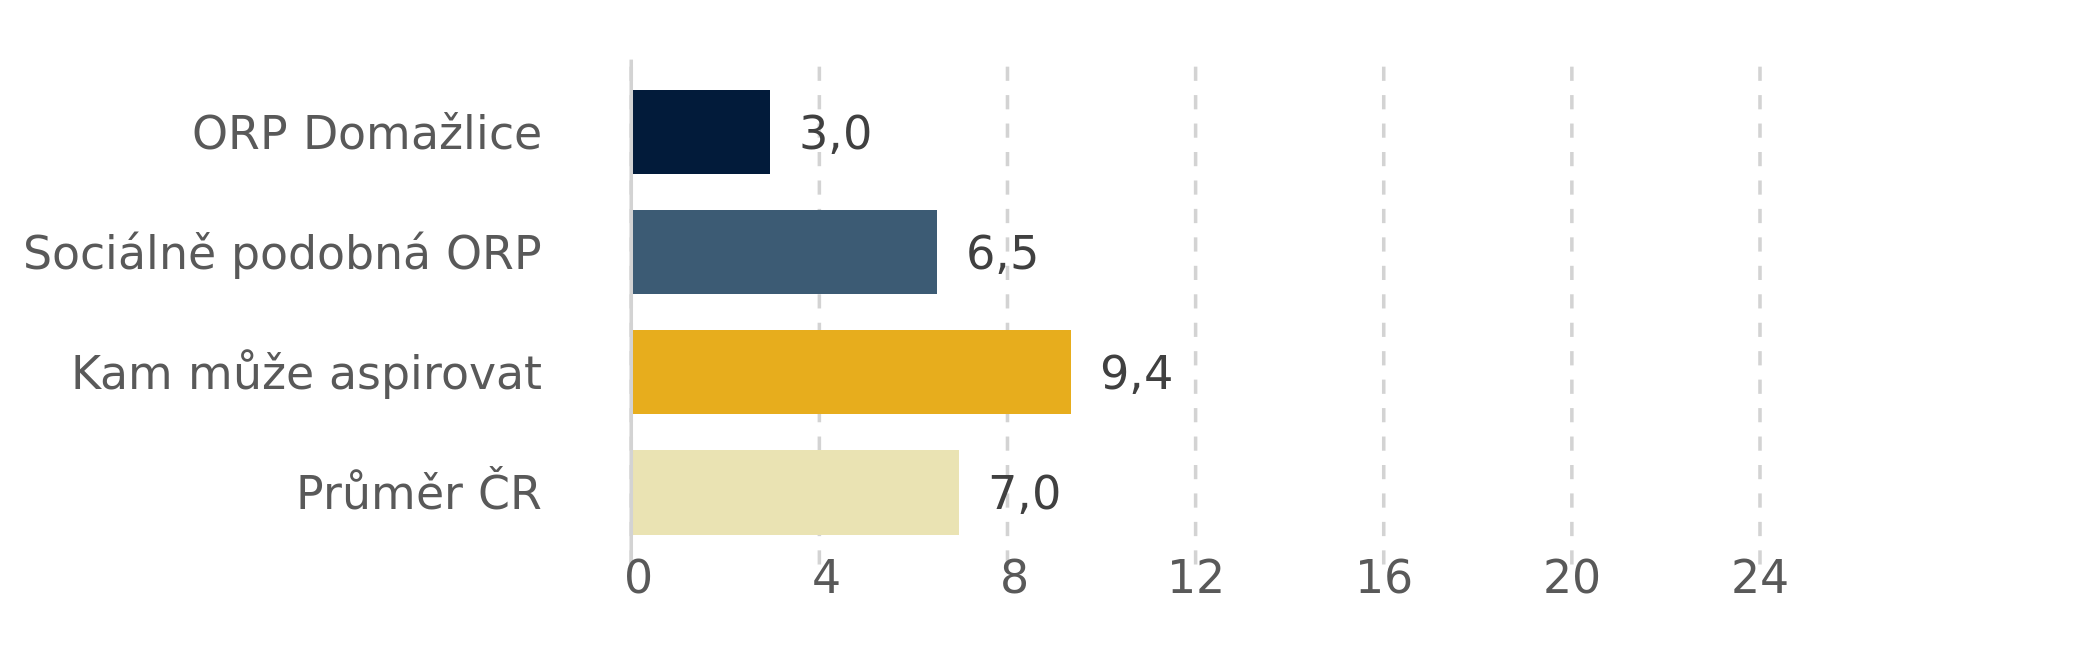 ORP Domažlice 3,0
Sociálně podobná ORP 6,5
Kam může aspirovat 9,4
Průměr ČR 7,0
0 4 8 12 16 20 24